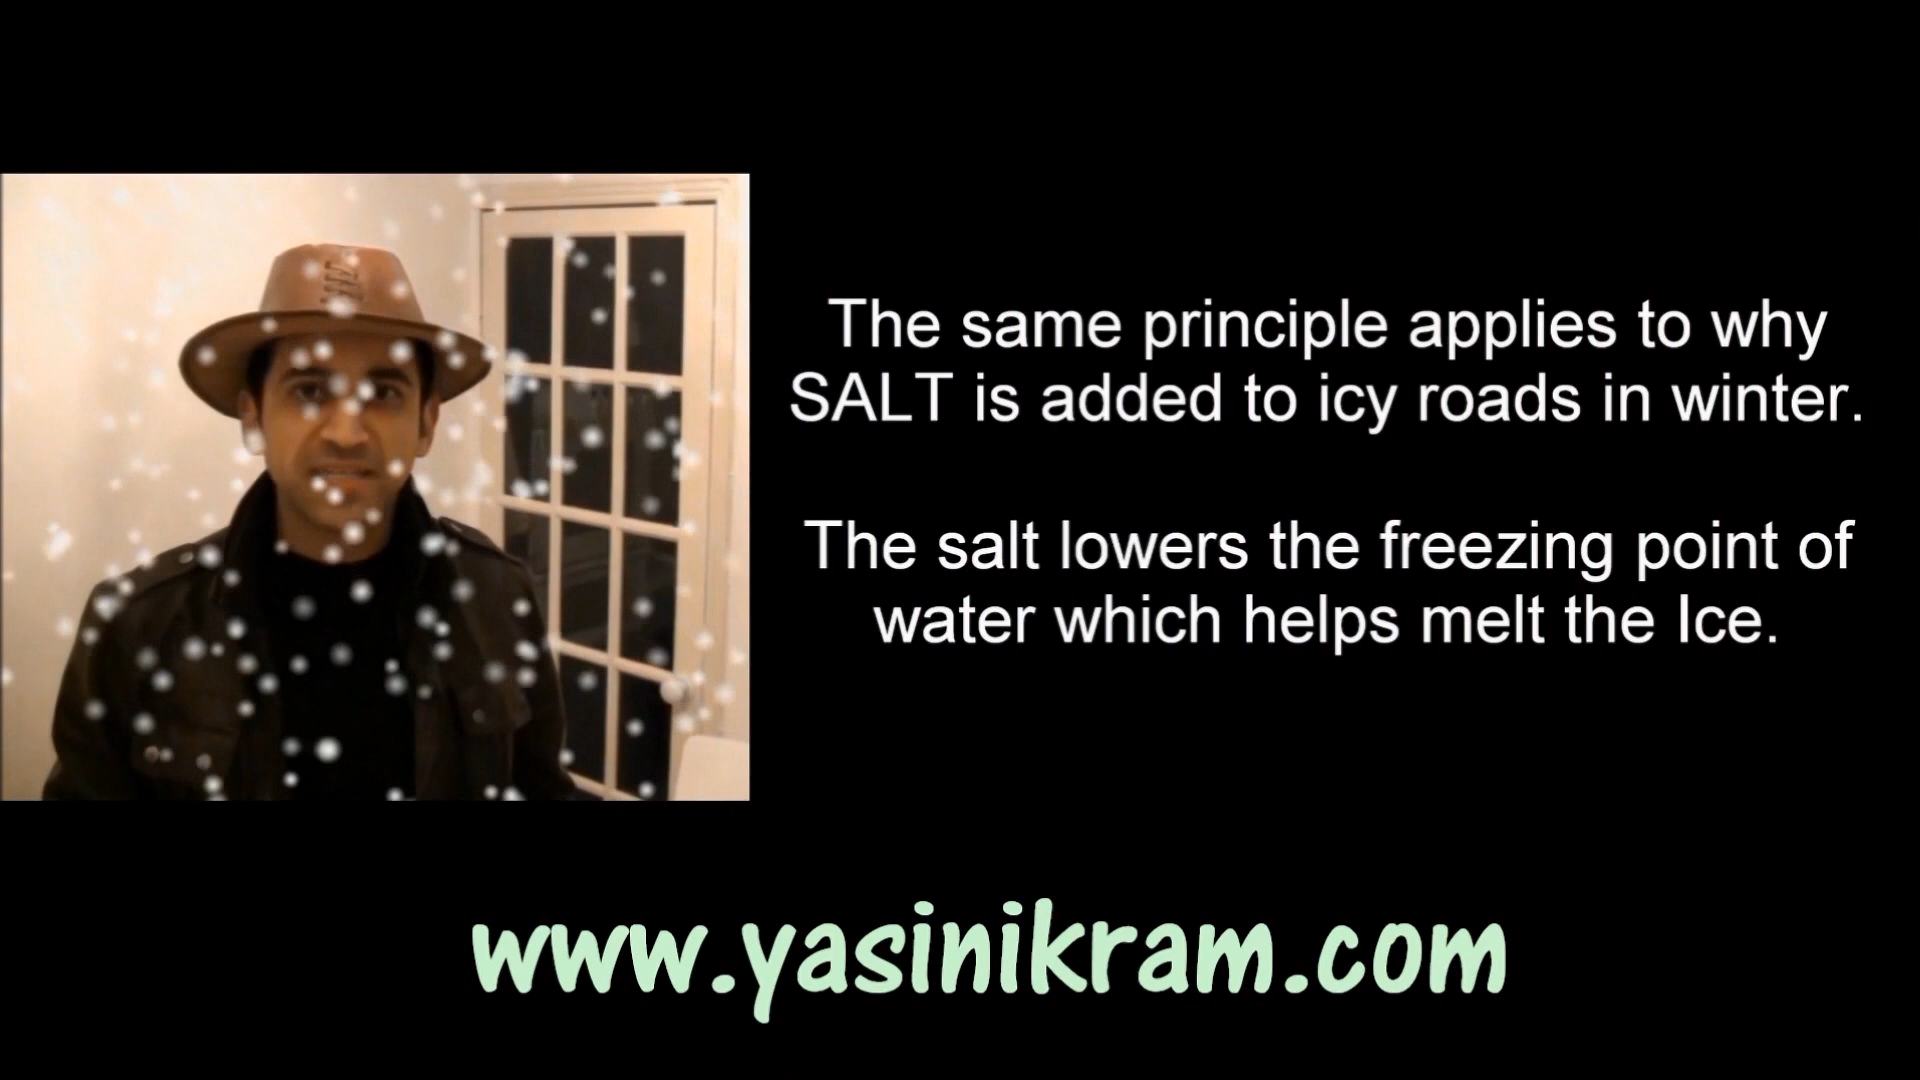 The same principle applies to why
SALT is added to icy roads in winter.
The salt lowers the freezing point of
water which helps melt the Ice.
www.yasinikram.com